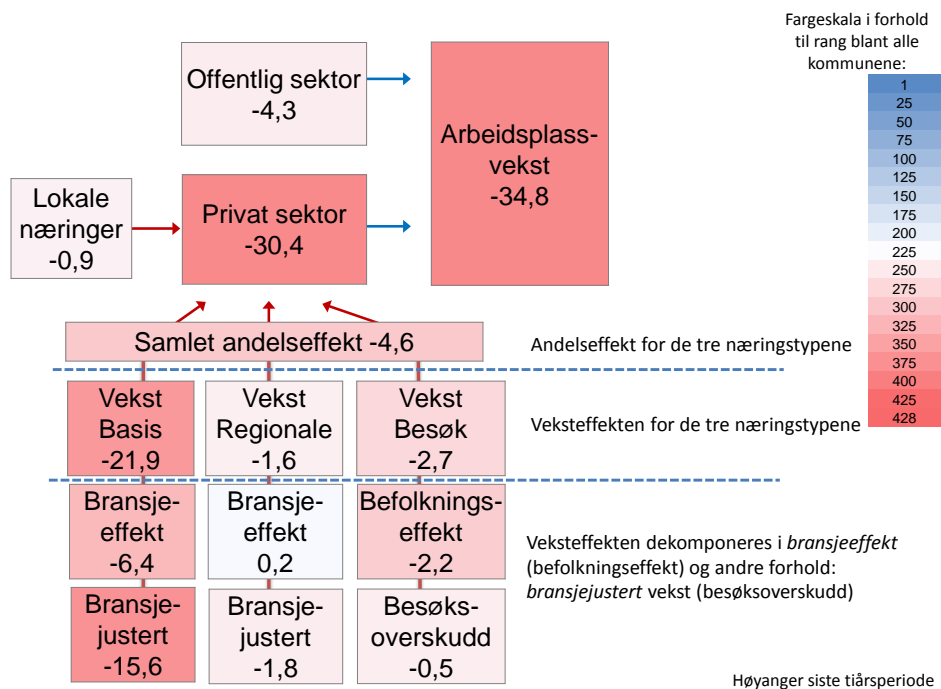 Fargeskala i forhold
til rang blant alle
kommunene:
1
25
50
75
100
125
150
175
200
225
250
275
300
325
350
375
400
425
428
Offentlig sektor
-4,3
Arbeidsplass-
vekst
-34,8
Lokale
næringer
-0,9
Privat sektor
-30,4
Samlet andelseffekt -4,6
Andelseffekt for de tre næringstypene
Vekst
Basis
-21,9
Vekst
Regionale
-1,6
Vekst
Besøk
-2,7
Veksteffekten for de tre næringstypene
Bransje-
effekt
-6,4
Bransje-
effekt
0,2
Befolknings-
effekt
-2,2
Bransje-
justert
-15,6
Bransje-
justert
-1,8
Besøks-
overskudd
-0,5
Veksteffekten dekomponeres i bransjeeffekt
(befolkningseffekt) og andre forhold:
bransjejustert vekst (besøksoverskudd)
Høyanger siste tiårsperiode